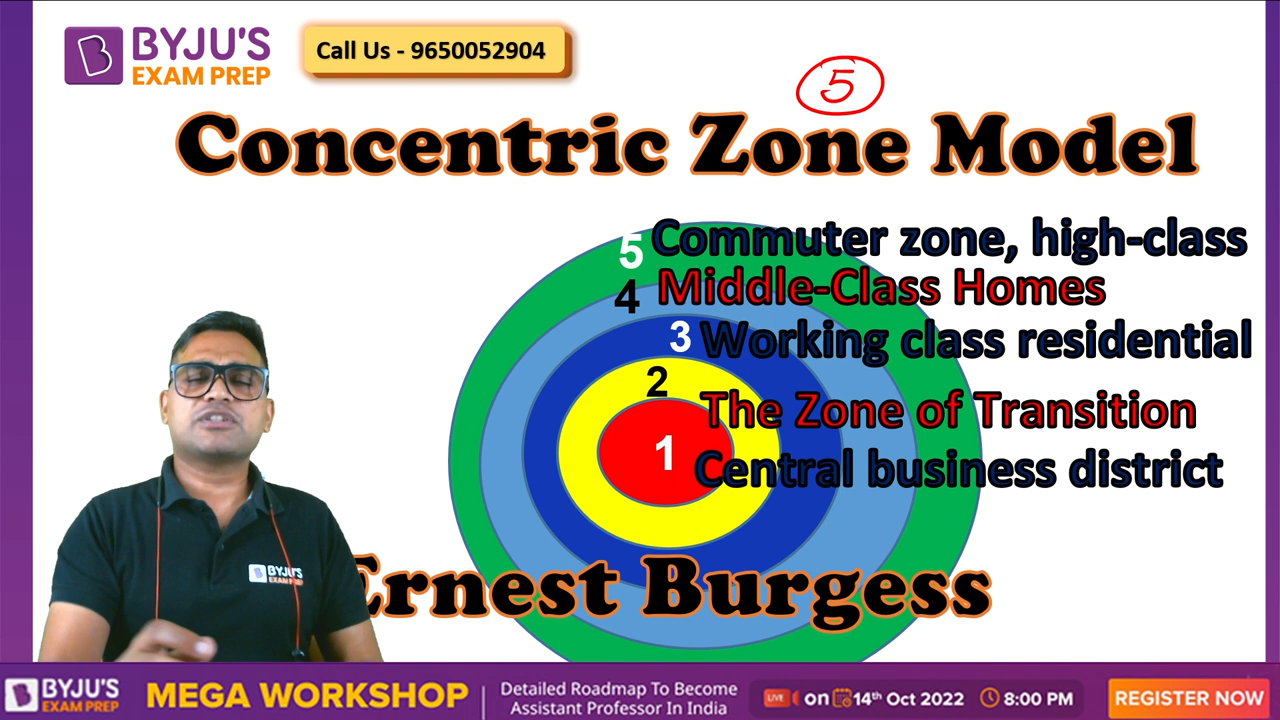 BYJU'S
EXAM PREP
Call Us - 9650052904
5
Concentric Zone Model
5 Commuter zone, high-class
4 Middle-Class Homes
3 Working class residential
2
The Zone of Transition
1
Central business district
BYJU'S
EXAM PREP
Ernest Burgess
BYJU'S
EXAM PREP
MEGA WORKSHOP
Detailed Roadmap To Become
Assistant Professor In India
LIVE on 14th Oct 2022 8:00 PM
REGISTER NOW